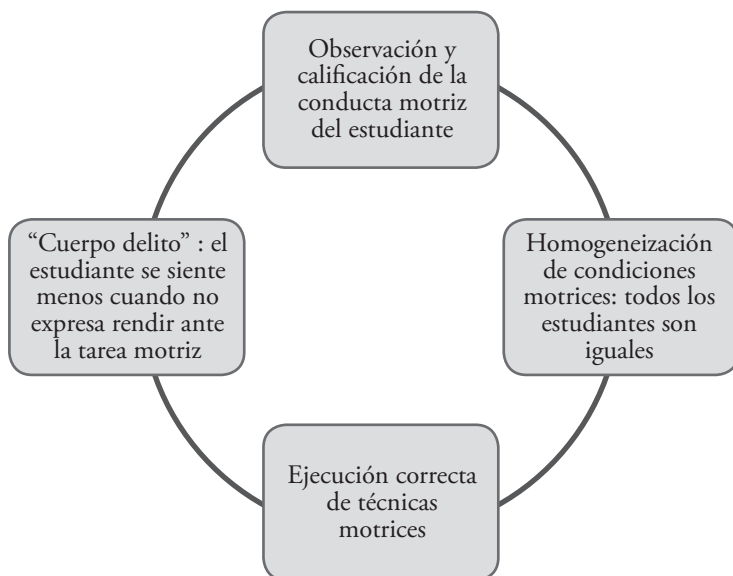 Observación y
calificación de la
conducta motriz
del estudiante
“Cuerpo delito” : el
estudiante se siente
menos cuando no
expresa rendir ante
la tarea motriz
Homogeneización
de condiciones
motrices: todos los
estudiantes son
iguales
Ejecución correcta
de técnicas
motrices